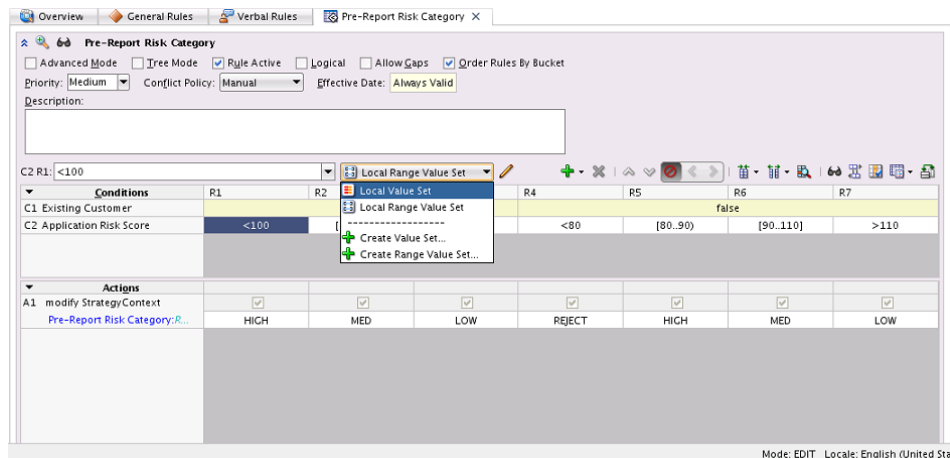 Overview General Rules Verbal Rules Pre-Report Risk Category
Pre-Report Risk Category
Advanced Mode Tree Mode Rule Active Logical Allow Gaps Order Rules By Bucket
Priority: Medium Conflict Policy: Manual Effective Date: Always Valid
Description:
C2 R1: <100 Local Range Value Set
Local Value Set
Local Range Value Set
------------------
Create Value Set...
Create Range Value Set...
Conditions R1 R2 R4 R5 R6 R7
C1 Existing Customer false
C2 Application Risk Score <100 [ <80 [80..90) [90..110] >110
Actions
A1 modify StrategyContext
Pre-Report Risk Category:R... HIGH MED LOW REJECT HIGH MED LOW
Mode: EDIT Locale: English (United Sta